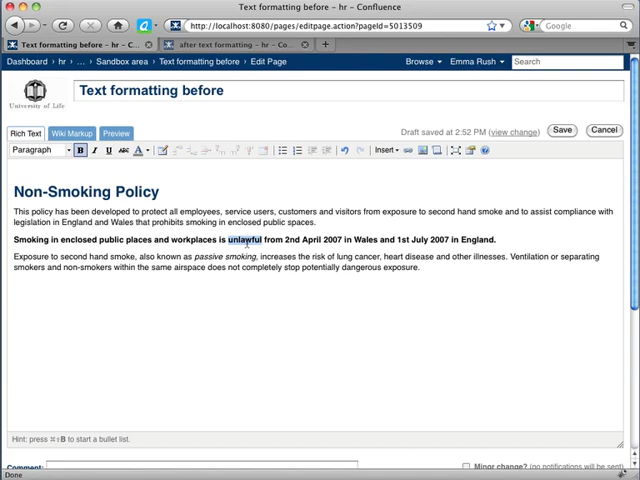 Text formatting before - hr - Confluence
http://localhost:8080/pages/editpage.action?pageId=5013509
Google
Text formatting before - hr - C...
after text formatting - hr - Co...
Dashboard › hr › … › Sandbox area › Text formatting before › Edit Page
Browse
Emma Rush
Search
University of Life
Text formatting before
Rich Text
Wiki Markup
Preview
Draft saved at 2:52 PM (view change)
Save
Cancel
Paragraph
B I U ABC A
Insert
Non-Smoking Policy
This policy has been developed to protect all employees, service users, customers and visitors from exposure to second hand smoke and to assist compliance with
legislation in England and Wales that prohibits smoking in enclosed public spaces.
Smoking in enclosed public places and workplaces is unlawful from 2nd April 2007 in Wales and 1st July 2007 in England.
Exposure to second hand smoke, also known as passive smoking, increases the risk of lung cancer, heart disease and other illnesses. Ventilation or separating
smokers and non-smokers within the same airspace does not completely stop potentially dangerous exposure.
Hint: press ⌘⇧B to start a bullet list.
Comment:
Minor change? (no notifications will be sent)
Done